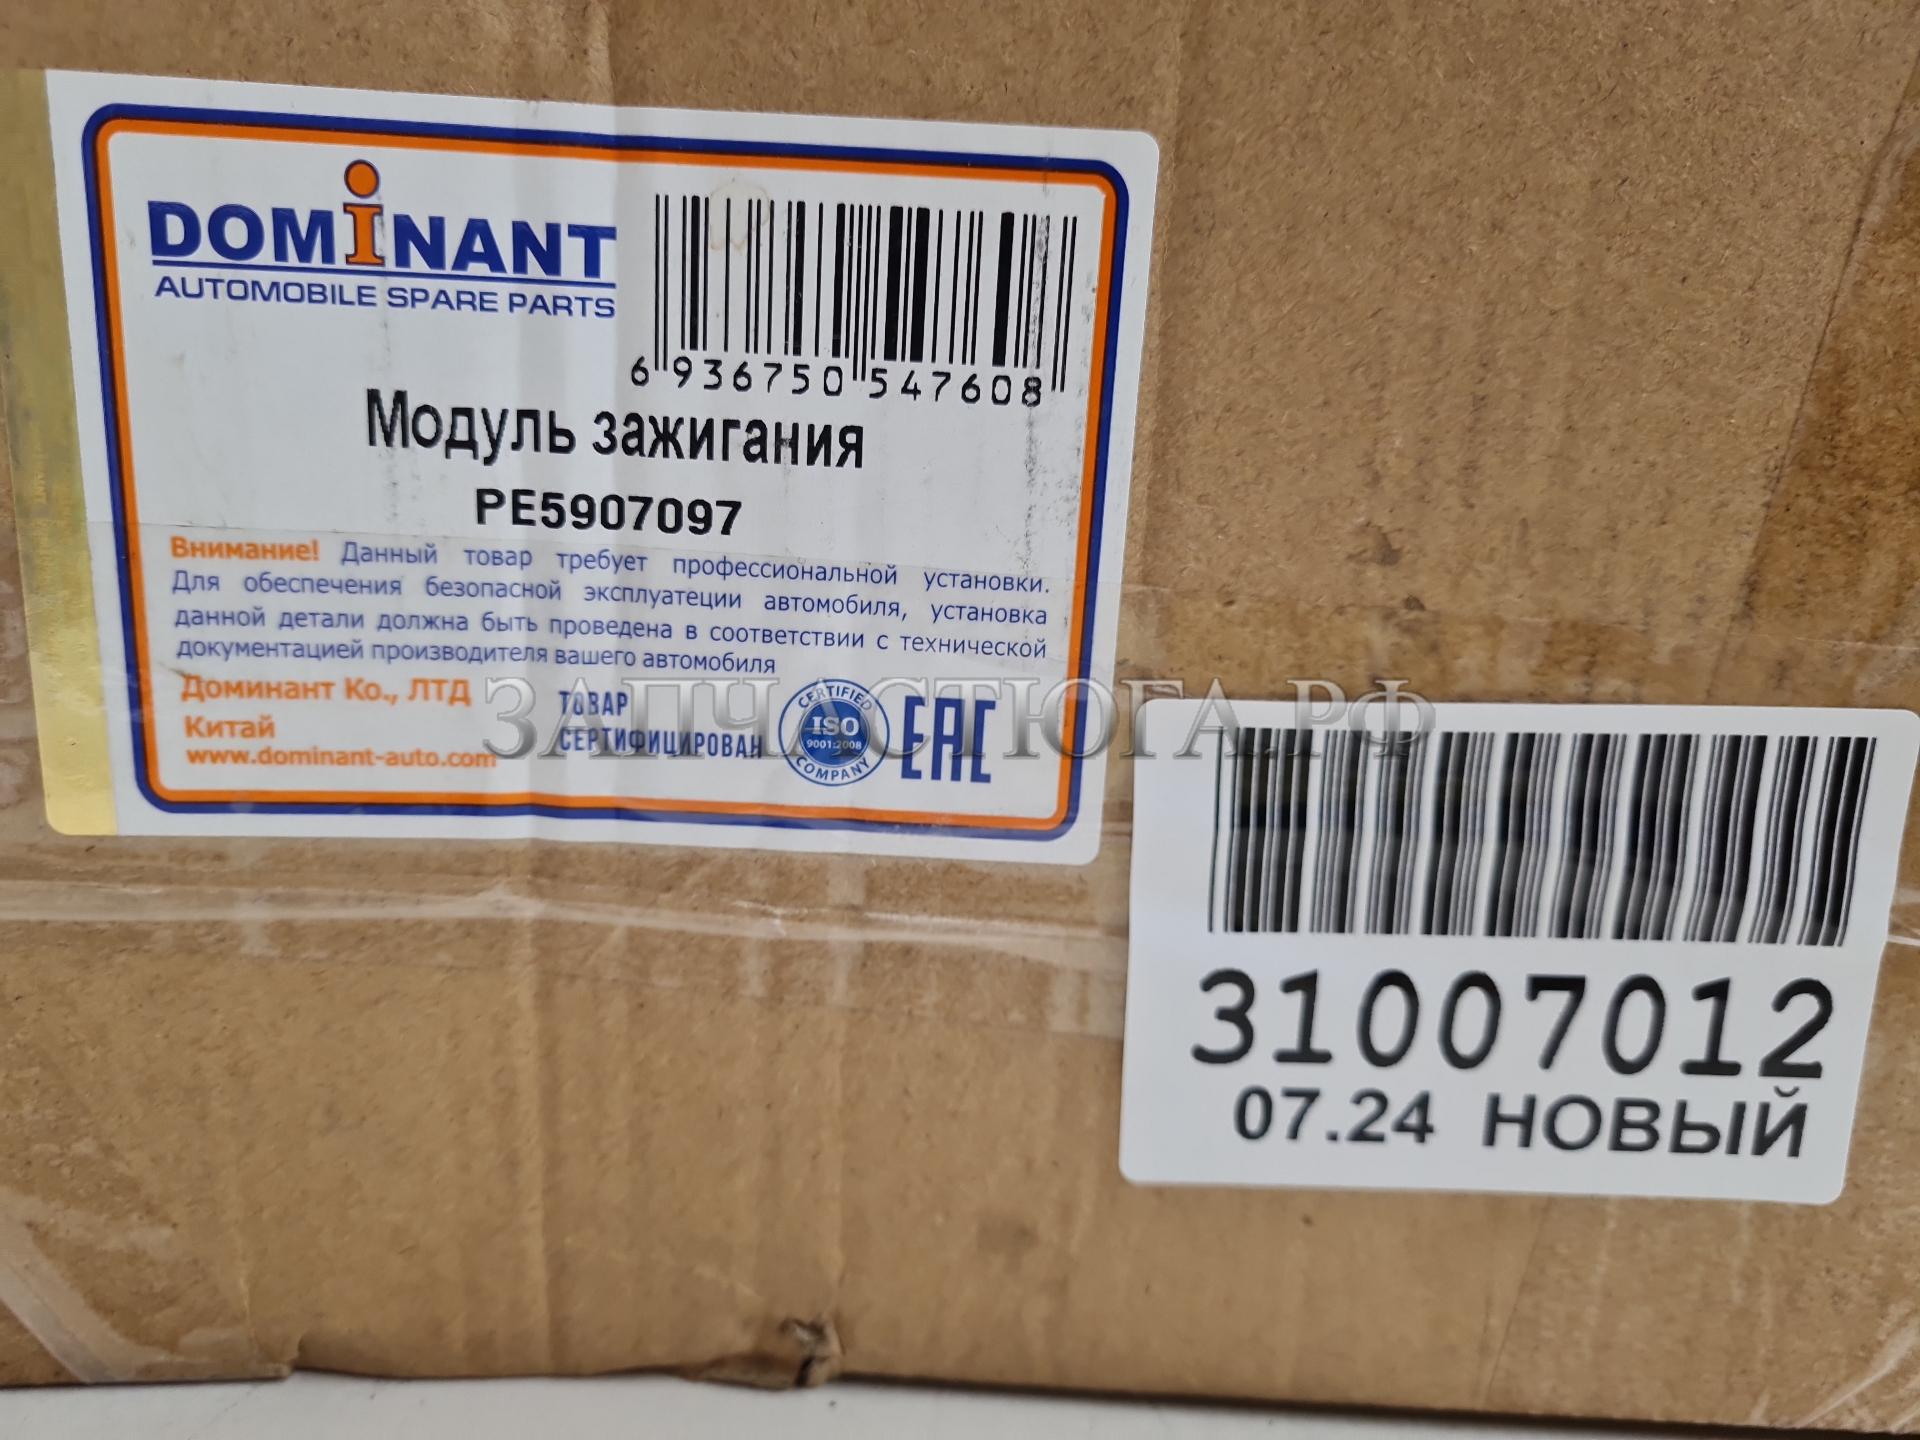 DOMiNANT
AUTOMOBILE SPARE PARTS
6 936750 547608
Модуль зажигания
PE5907097
Внимание! Данный товар требует профессиональной установки.
Для обеспечения безопасной эксплуатеции автомобиля, установка
данной детали должна быть проведена в соответствии с технической
документацией производителя вашего автомобиля
Доминант Ко., ЛТД
Китай
www.dominant-auto.com
ТОВАР
СЕРТИФИЦИРОВАН
CERTIFIED
ISO
9001:2008
COMPANY
EAC
ЗАПЧАСТЮГА.РФ
31007012
07.24 НОВЫЙ